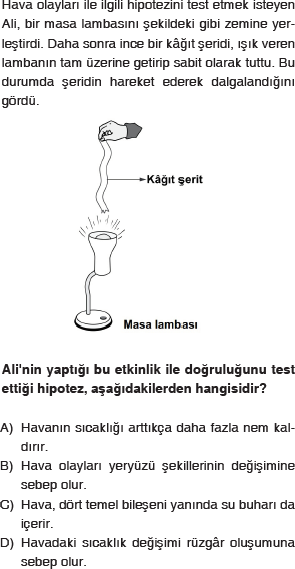 Hava olayları ile ilgili hipotezini test etmek isteyen
Ali, bir masa lambasını şekildeki gibi zemine yer-
leştirdi. Daha sonra ince bir kâğıt şeridi, ışık veren
lambanın tam üzerine getirip sabit olarak tuttu. Bu
durumda şeridin hareket ederek dalgalandığını
gördü.
Kâğıt şerit
Masa lambası
Ali'nin yaptığı bu etkinlik ile doğruluğunu test
ettiği hipotez, aşağıdakilerden hangisidir?
A) Havanın sıcaklığı arttıkça daha fazla nem kal-
dırır.
B) Hava olayları yeryüzü şekillerinin değişimine
sebep olur.
C) Hava, dört temel bileşeni yanında su buharı da
içerir.
D) Havadaki sıcaklık değişimi rüzgâr oluşumuna
sebep olur.